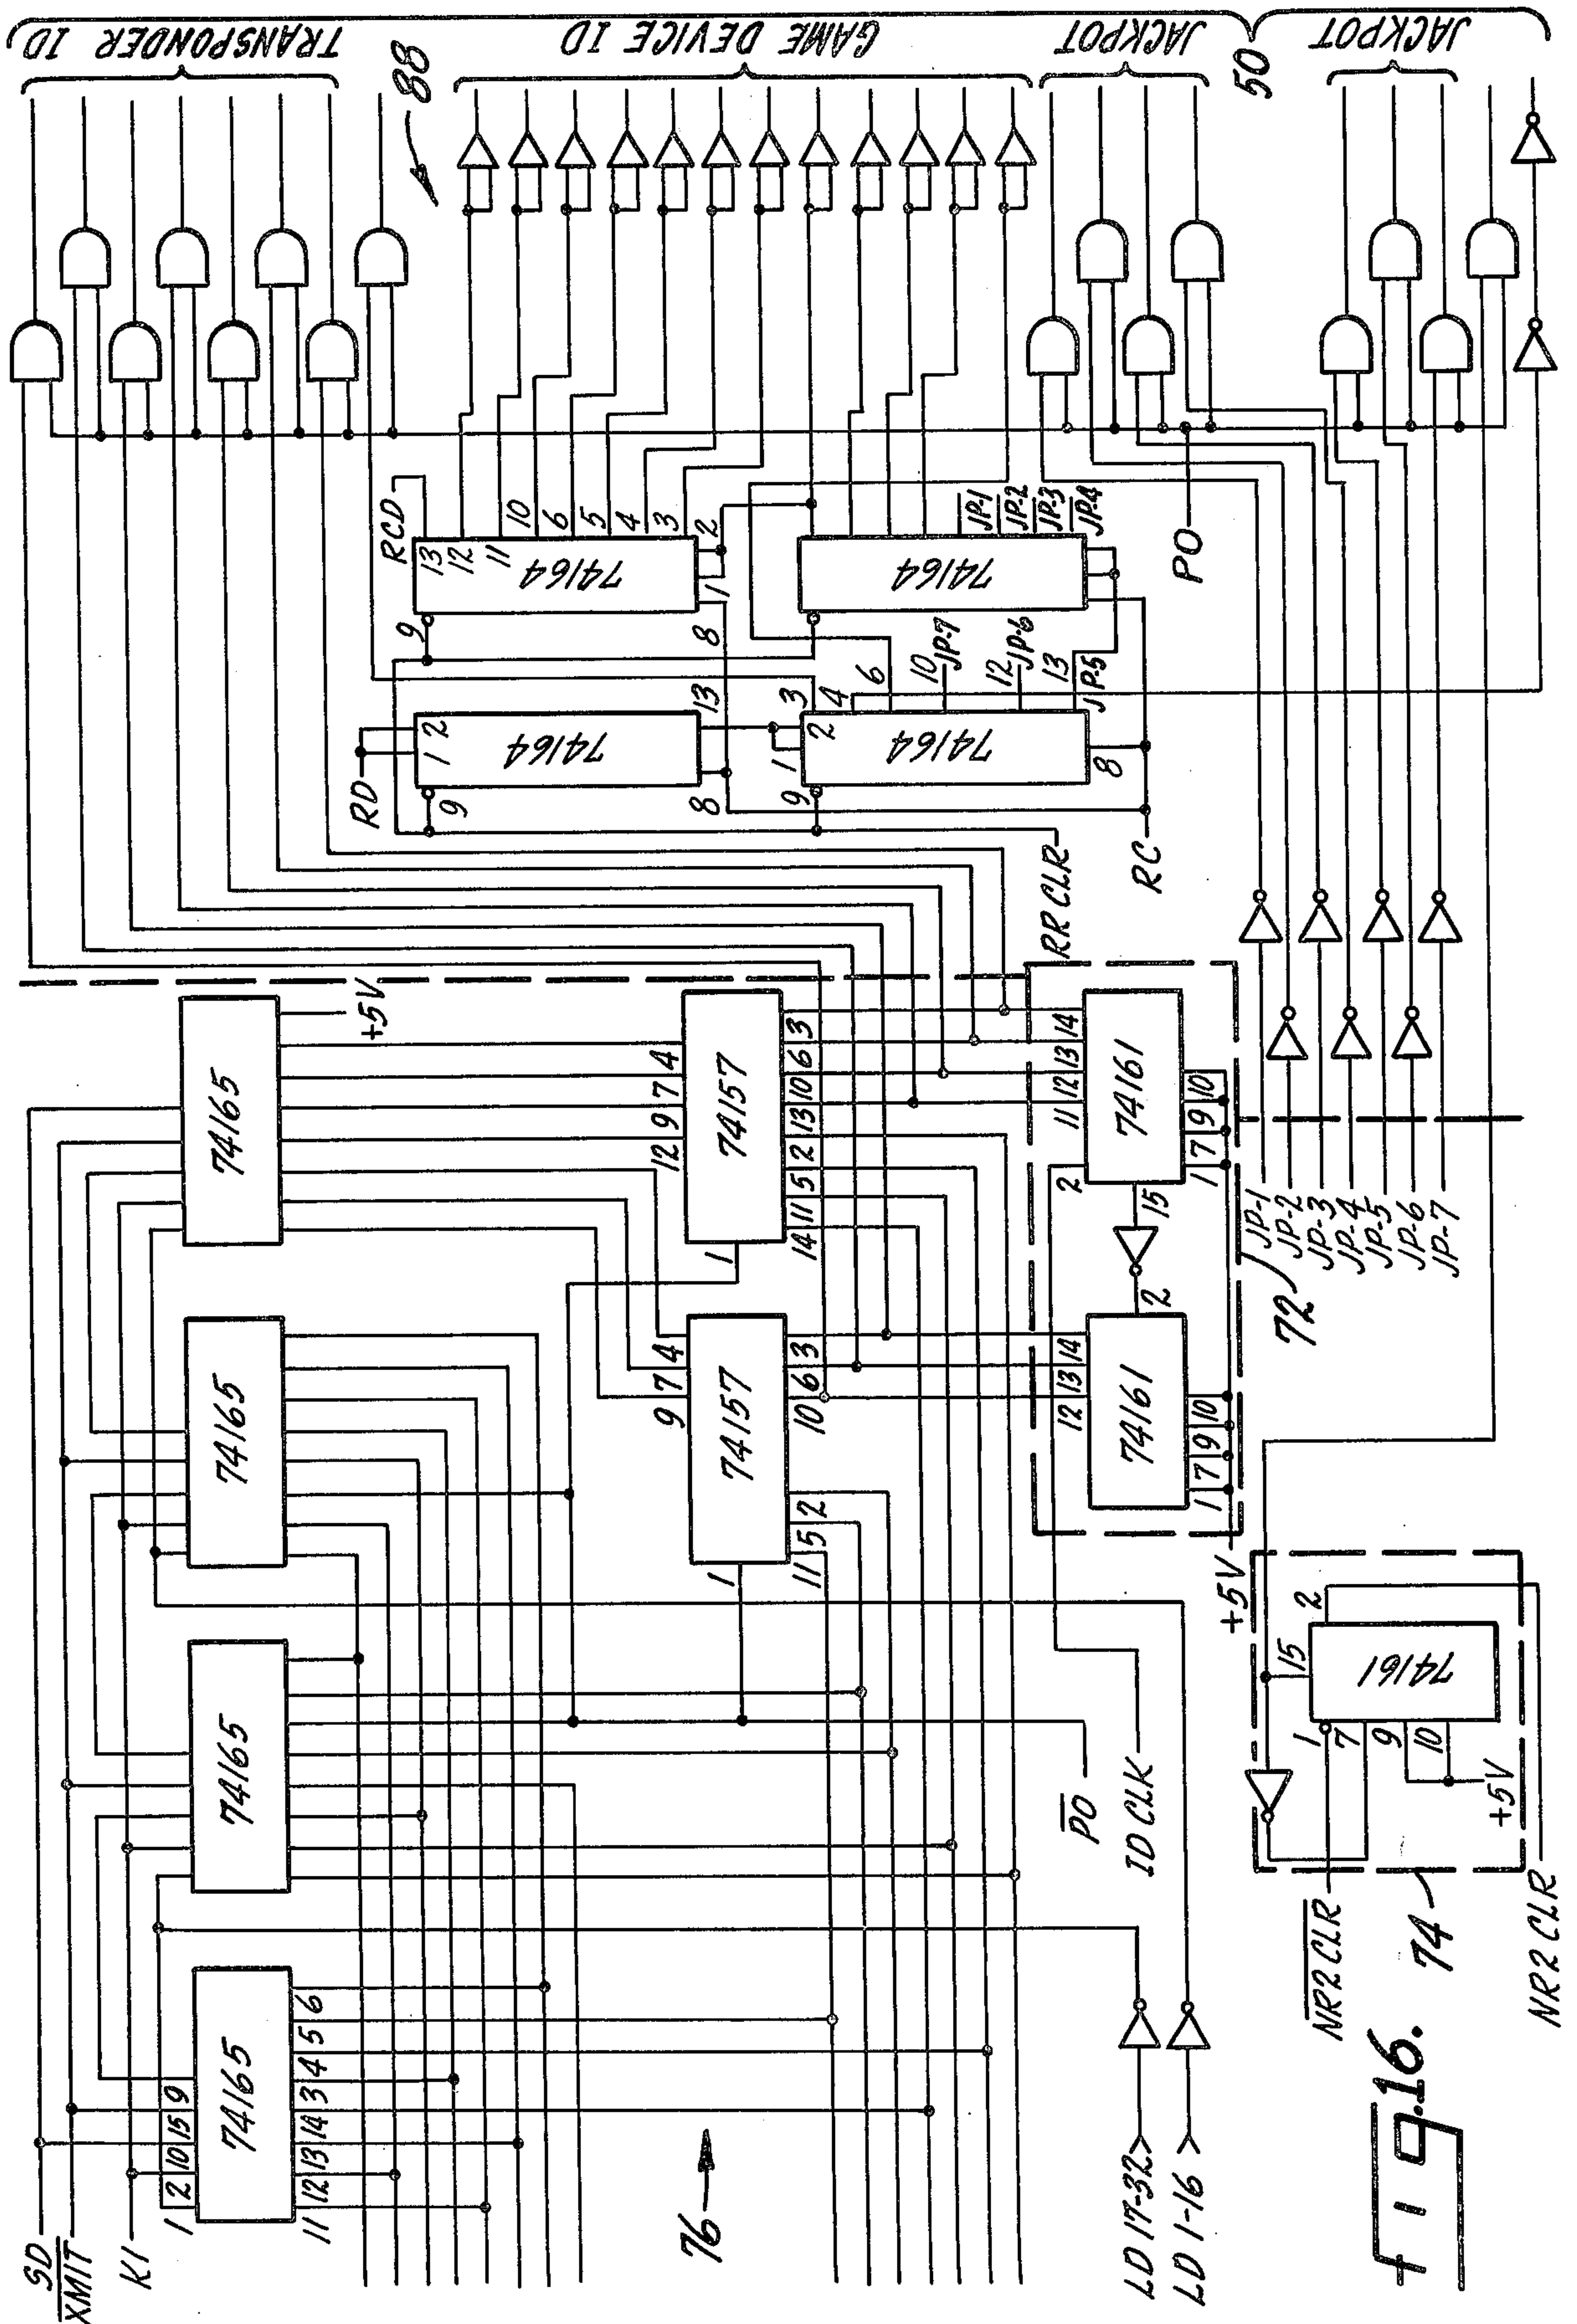 TRANSPONDER ID
GAME DEVICE ID
JACKPOT
JACKPOT
88
50
RCD
13
12
11
10
6
5
4
3
2
1
8
9
74164
74164
JP-1
JP-2
JP-3
JP-4
PO
RD
1 2
74164
13
8
9
1
2
74164
3
4
6
10
JP-7
12
JP-6
13
JP-5
8
9
RR CLR
RC
74165
+5V
74165
74165
74165
1 2 10 15 9
11 12 13 14 3 4 5 6
SD
XMIT
K1
74157
12 9 7 4
14 11 5 2 13 10 6 3
1
74157
9 7 4
11 5 2
10 6 3
1
74161
2
11 12 13 14
15
1 7 9 10
74161
2
12 13 14
1 7 9 10
+5V
72
JP-1
JP-2
JP-3
JP-4
JP-5
JP-6
JP-7
PO
ID CLK
76
LD 17-32
LD 1-16
74161
15
2
1
7
9
10
+5V
NR2 CLR
74
NR2 CLR
Fig. 16.